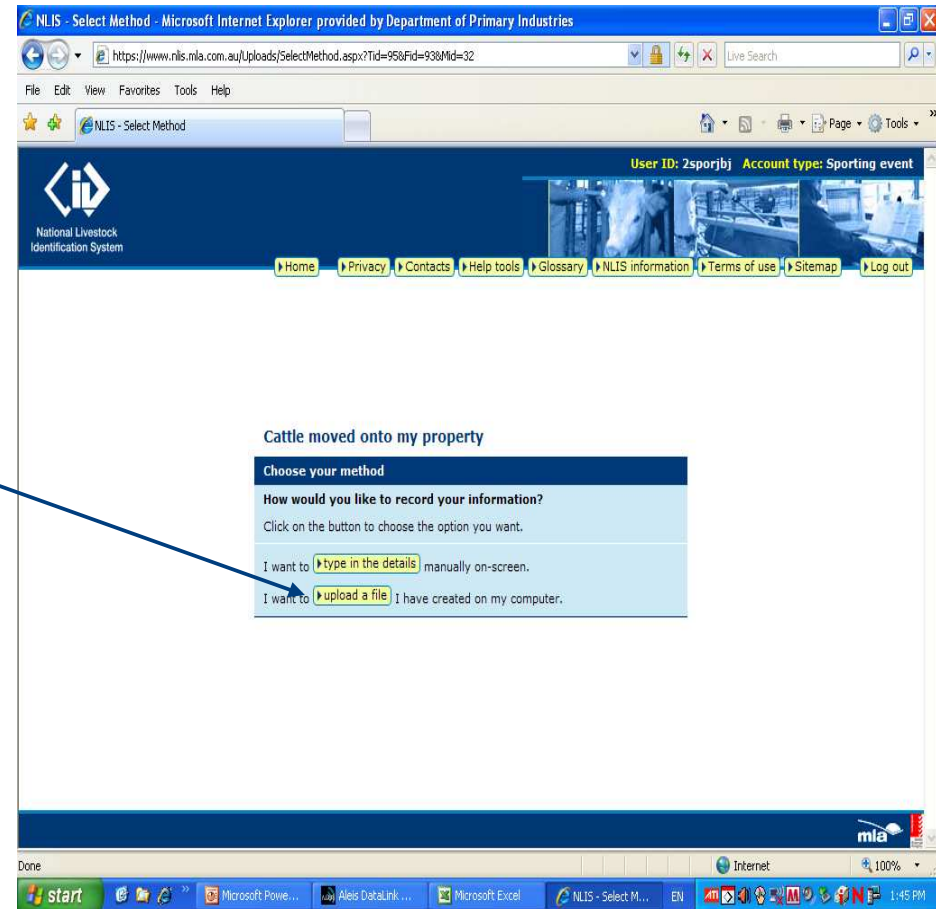 NLIS - Select Method - Microsoft Internet Explorer provided by Department of Primary Industries
https://www.nlis.mla.com.au/Uploads/SelectMethod.aspx?Tid=95&Fid=93&Mid=32
Live Search
File Edit View Favorites Tools Help
NLIS - Select Method
Page Tools
User ID: 2sporjbj Account type: Sporting event
National Livestock
Identification System
Home Privacy Contacts Help tools Glossary NLIS information Terms of use Sitemap Log out
Cattle moved onto my property
Choose your method
How would you like to record your information?
Click on the button to choose the option you want.
I want to type in the details manually on-screen.
I want to upload a file I have created on my computer.
mla
Done Internet 100%
start Microsoft Powe... Aleis DataLink ... Microsoft Excel NLIS - Select M... EN 1:45 PM